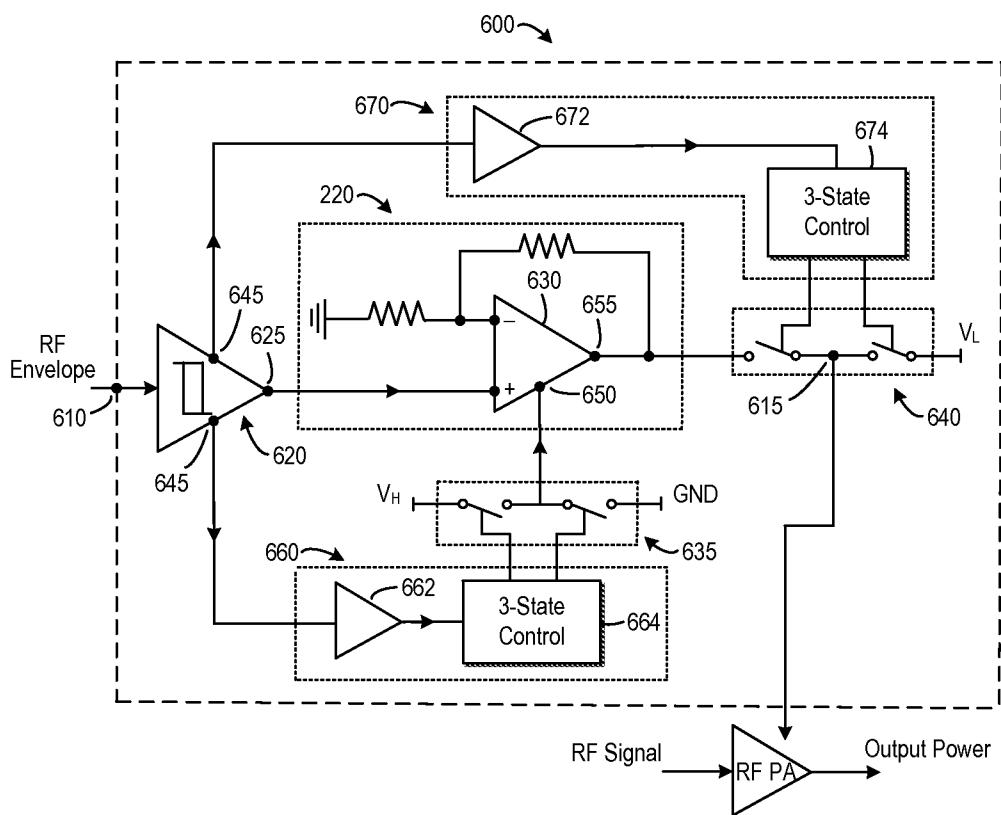 600
670
672
674
3-State
Control
220
630
655
645
625
RF
Envelope
610
−
+
650
V_L
615
640
620
645
V_H
GND
635
660
662
3-State
Control
664
RF Signal
RF PA
Output Power